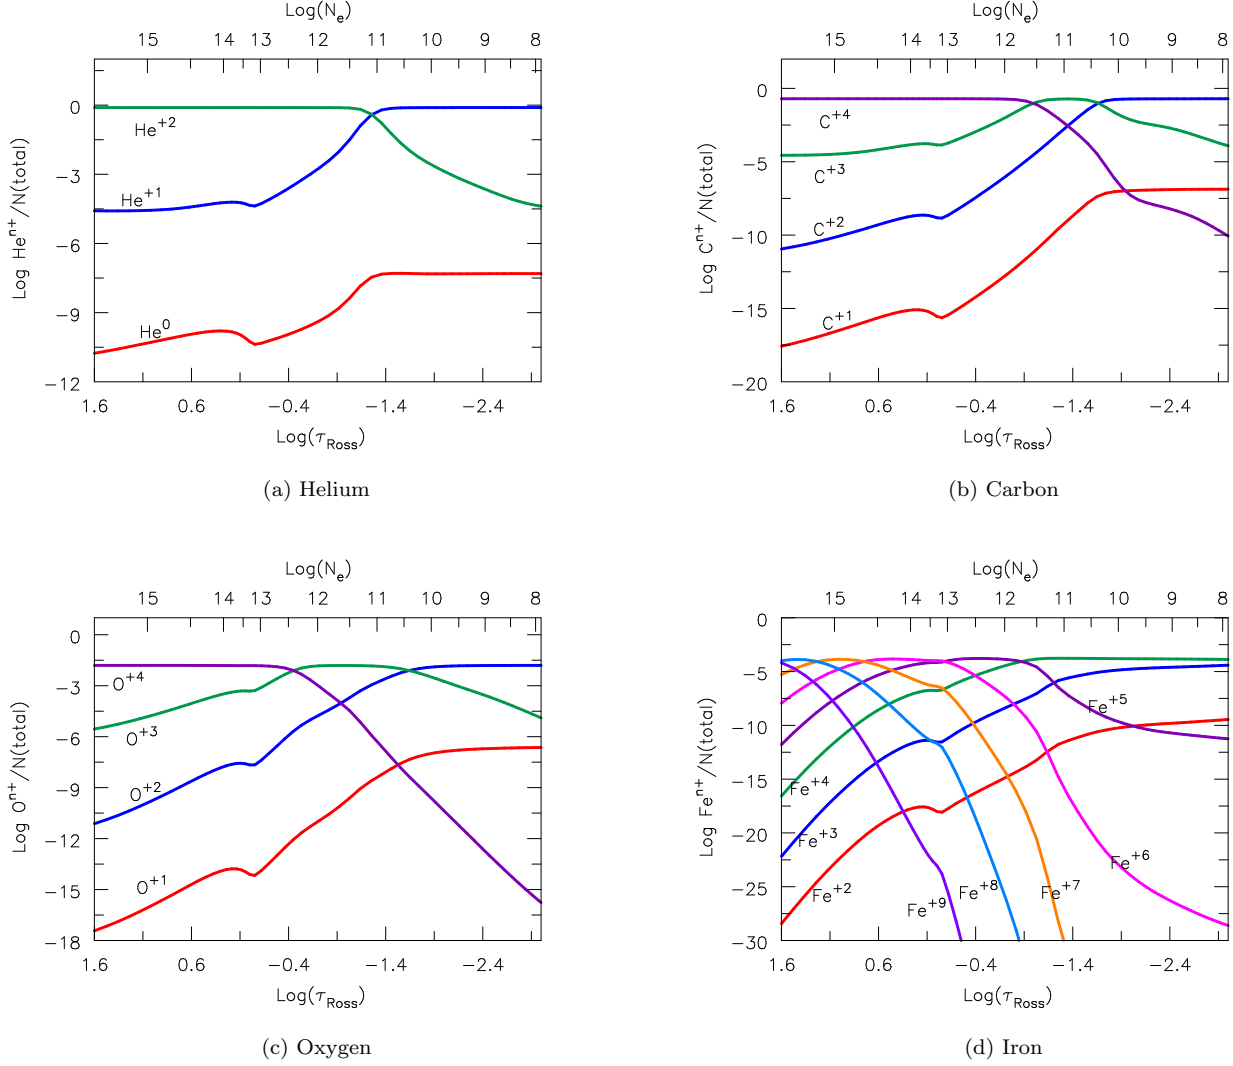 Log(Nₑ)
15 14 13 12 11 10 9 8
0
−3
−6
−9
−12
Log Heⁿ⁺/N(total)
He⁺²
He⁺¹
He⁰
1.6 0.6 −0.4 −1.4 −2.4
Log(τRoss)
(a) Helium
Log(Nₑ)
15 14 13 12 11 10 9 8
0
−5
−10
−15
−20
Log Cⁿ⁺/N(total)
C⁺⁴
C⁺³
C⁺²
C⁺¹
1.6 0.6 −0.4 −1.4 −2.4
Log(τRoss)
(b) Carbon
Log(Nₑ)
15 14 13 12 11 10 9 8
0
−3
−6
−9
−12
−15
−18
Log Oⁿ⁺/N(total)
O⁺⁴
O⁺³
O⁺²
O⁺¹
1.6 0.6 −0.4 −1.4 −2.4
Log(τRoss)
(c) Oxygen
Log(Nₑ)
15 14 13 12 11 10 9 8
0
−5
−10
−15
−20
−25
−30
Log Feⁿ⁺/N(total)
Fe⁺⁵
Fe⁺⁴
Fe⁺³
Fe⁺⁶
Fe⁺²
Fe⁺⁹
Fe⁺⁸
Fe⁺⁷
1.6 0.6 −0.4 −1.4 −2.4
Log(τRoss)
(d) Iron